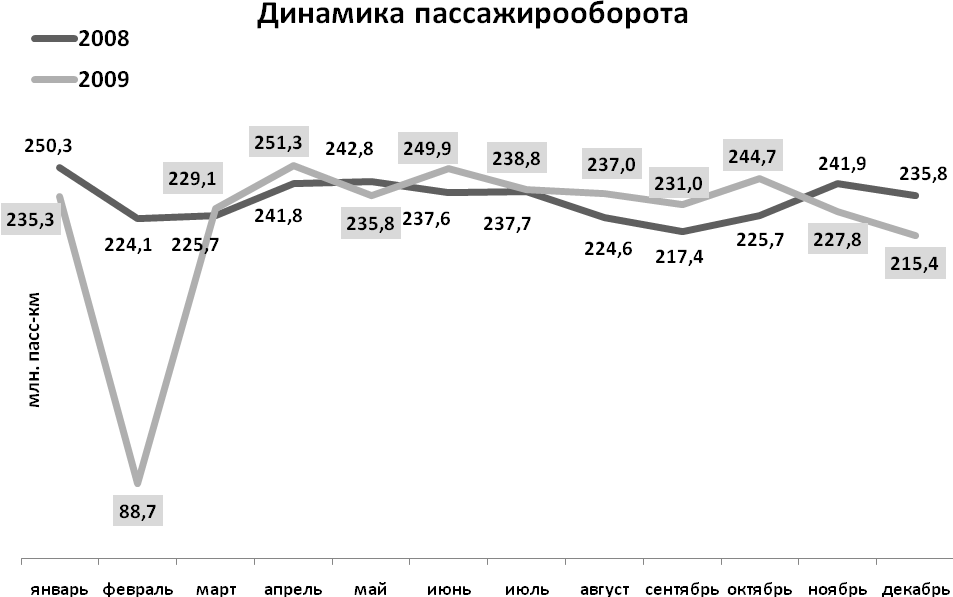 Динамика пассажирооборота
2008
2009
250,3 251,3 242,8 249,9 238,8 237,0 231,0 244,7 241,9 235,8
229,1
235,3 224,1 225,7 241,8 235,8 237,6 237,7 224,6 217,4 225,7 227,8 215,4
млн. пасс-км
88,7
январь февраль март апрель май июнь июль август сентябрь октябрь ноябрь декабрь